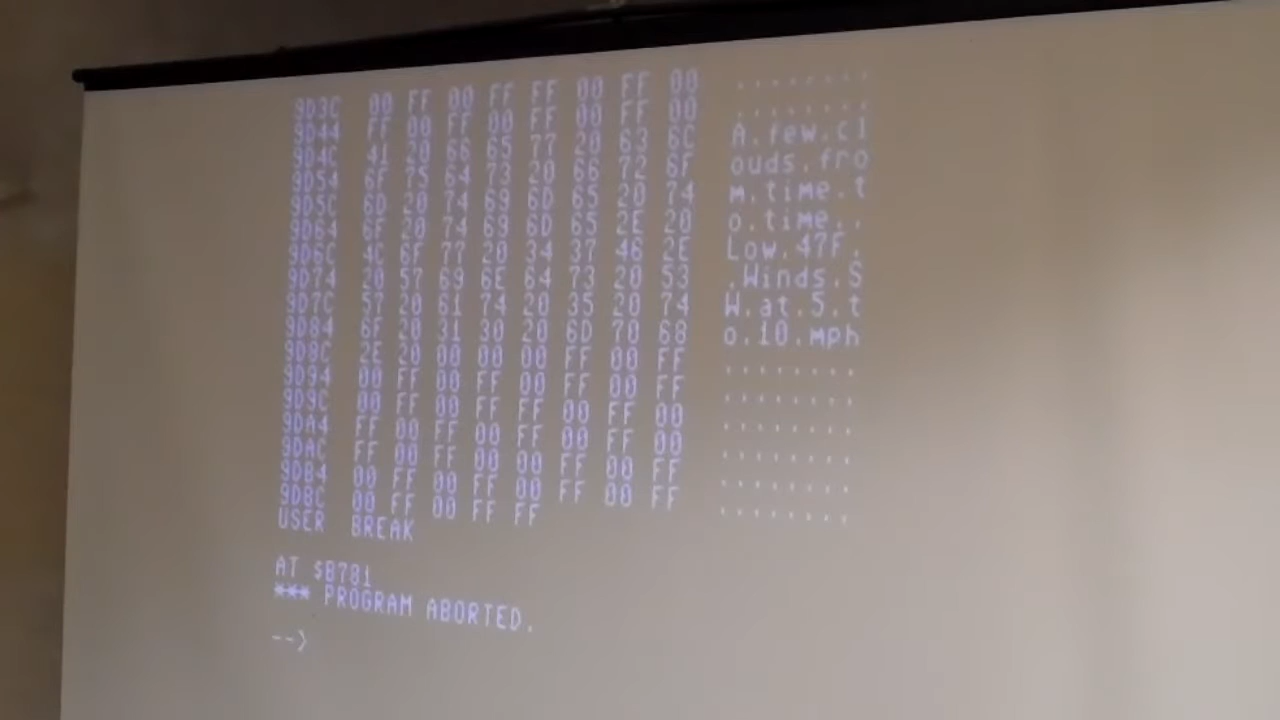 9D3C 00 FF 00 FF FF 00 FF 00 ........
9D44 FF 00 FF 00 FF 00 FF 00 ........
9D4C 41 20 66 65 77 20 63 6C A.few.cl
9D54 6F 75 64 73 20 66 72 6F ouds.fro
9D5C 6D 20 74 69 6D 65 20 74 m.time.t
9D64 6F 20 74 69 6D 65 2E 20 o.time..
9D6C 4C 6F 77 20 34 37 46 2E Low.47F.
9D74 20 57 69 6E 64 73 20 53 .Winds.S
9D7C 57 20 61 74 20 35 20 74 W.at.5.t
9D84 6F 20 31 30 20 6D 70 68 o.10.mph
9D8C 2E 20 00 00 00 FF 00 FF ........
9D94 00 FF 00 FF 00 FF 00 FF ........
9D9C 00 FF 00 FF FF 00 FF 00 ........
9DA4 FF 00 FF 00 FF 00 FF 00 ........
9DAC FF 00 FF 00 00 FF 00 FF ........
9DB4 00 FF 00 FF 00 FF 00 FF ........
9DBC 00 FF 00 FF FF
USER BREAK
AT $B781
*** PROGRAM ABORTED.
-->